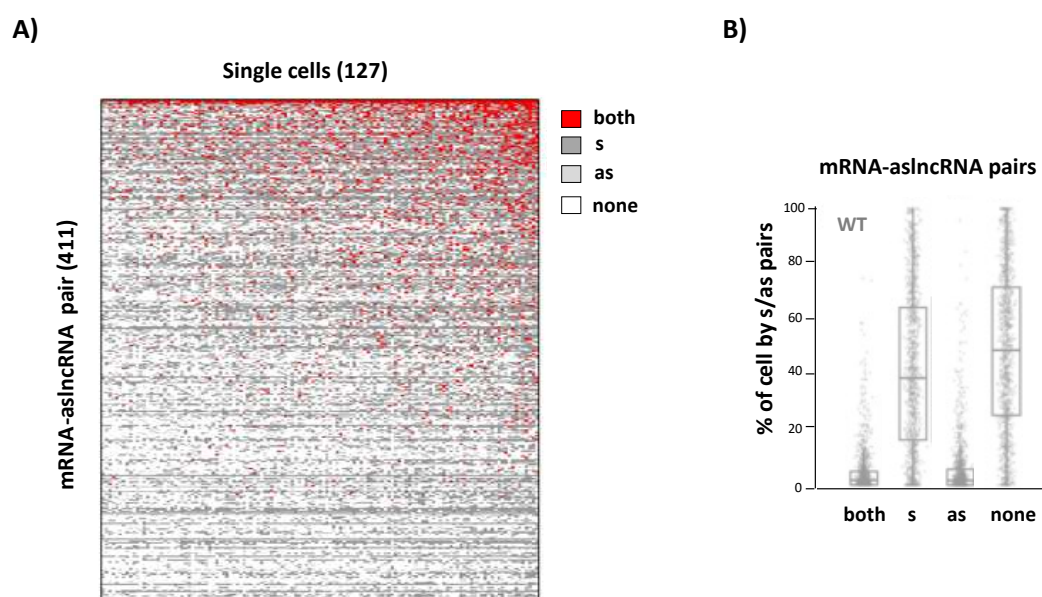 A)
Single cells (127)
mRNA-aslncRNA pair (411)
both
s
as
none
B)
mRNA-aslncRNA pairs
% of cell by s/as pairs
100
80
60
40
20
0
WT
both s as none